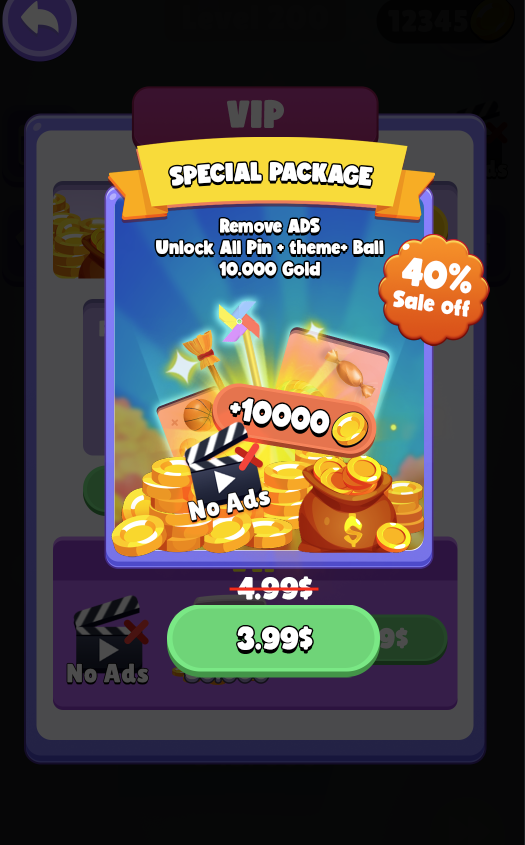 12345
VIP
SPECIAL PACKAGE
Remove ADS
Unlock All Pin + theme+ Ball
10.000 Gold
40%
Sale off
+10000
No Ads
4.99$
3.99$
9$
No Ads